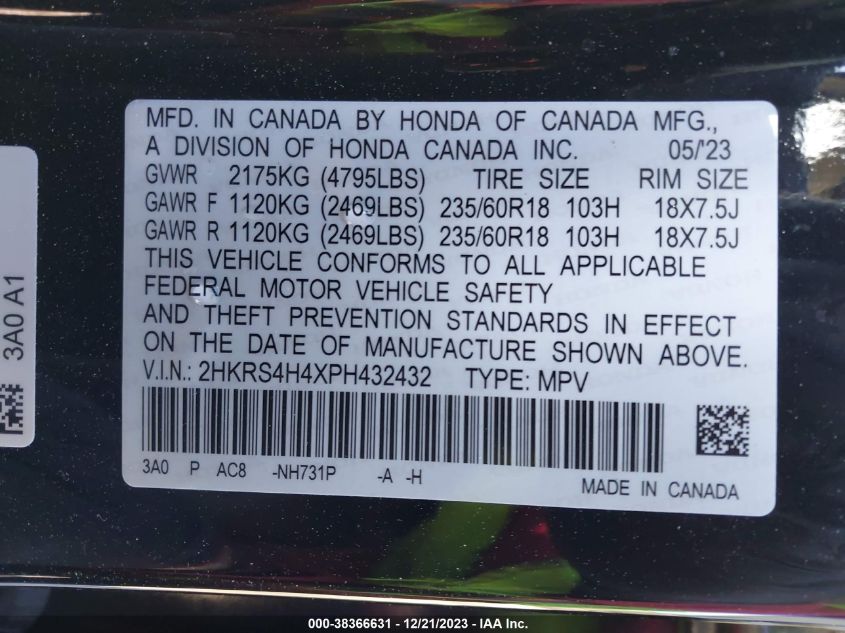 MFD. IN CANADA BY HONDA OF CANADA MFG.,
A DIVISION OF HONDA CANADA INC. 05/'23
GVWR 2175KG (4795LBS) TIRE SIZE RIM SIZE
GAWR F 1120KG (2469LBS) 235/60R18 103H 18X7.5J
GAWR R 1120KG (2469LBS) 235/60R18 103H 18X7.5J
THIS VEHICLE CONFORMS TO ALL APPLICABLE
FEDERAL MOTOR VEHICLE SAFETY
AND THEFT PREVENTION STANDARDS IN EFFECT
ON THE DATE OF MANUFACTURE SHOWN ABOVE.
V.I.N.: 2HKRS4H4XPH432432 TYPE: MPV
3A0 P AC8 -NH731P -A -H
MADE IN CANADA
3A0 A1
000-38366631 - 12/21/2023 - IAA Inc.